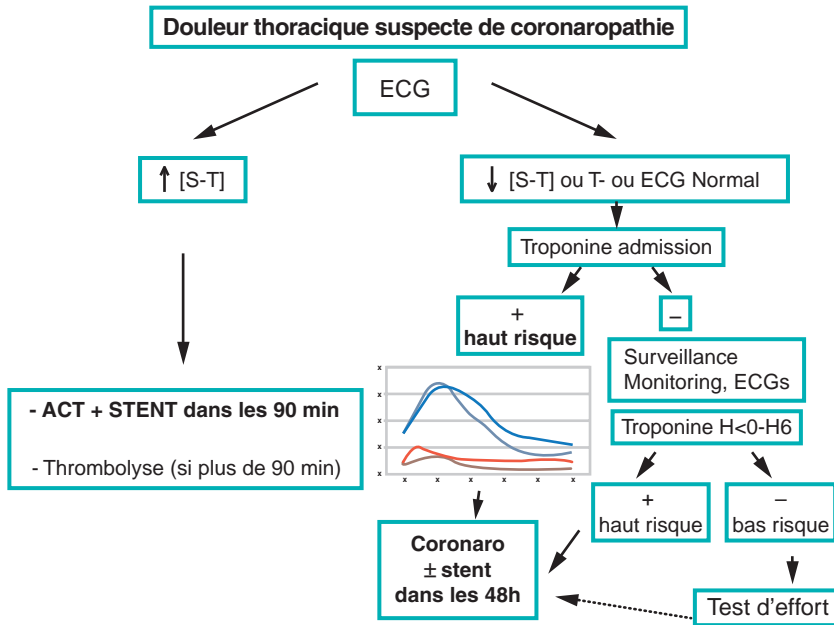 Douleur thoracique suspecte de coronaropathie
ECG
↑ [S-T]
↓ [S-T] ou T- ou ECG Normal
Troponine admission
+
haut risque
–
Surveillance
Monitoring, ECGs
- ACT + STENT dans les 90 min
- Thrombolyse (si plus de 90 min)
x
x
x
x
x
x x x x x
Troponine H<0-H6
+
haut risque
–
bas risque
Coronaro
± stent
dans les 48h
Test d'effort